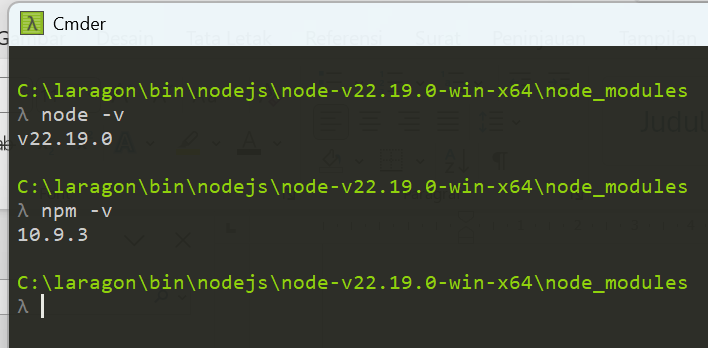 Cmder
Gambar Desain Tata Letak Referensi Surat Peninjauan Tampilan
C:\laragon\bin\nodejs\node-v22.19.0-win-x64\node_modules
λ node -v
v22.19.0
Judul
C:\laragon\bin\nodejs\node-v22.19.0-win-x64\node_modules
λ npm -v
10.9.3
C:\laragon\bin\nodejs\node-v22.19.0-win-x64\node_modules
λ